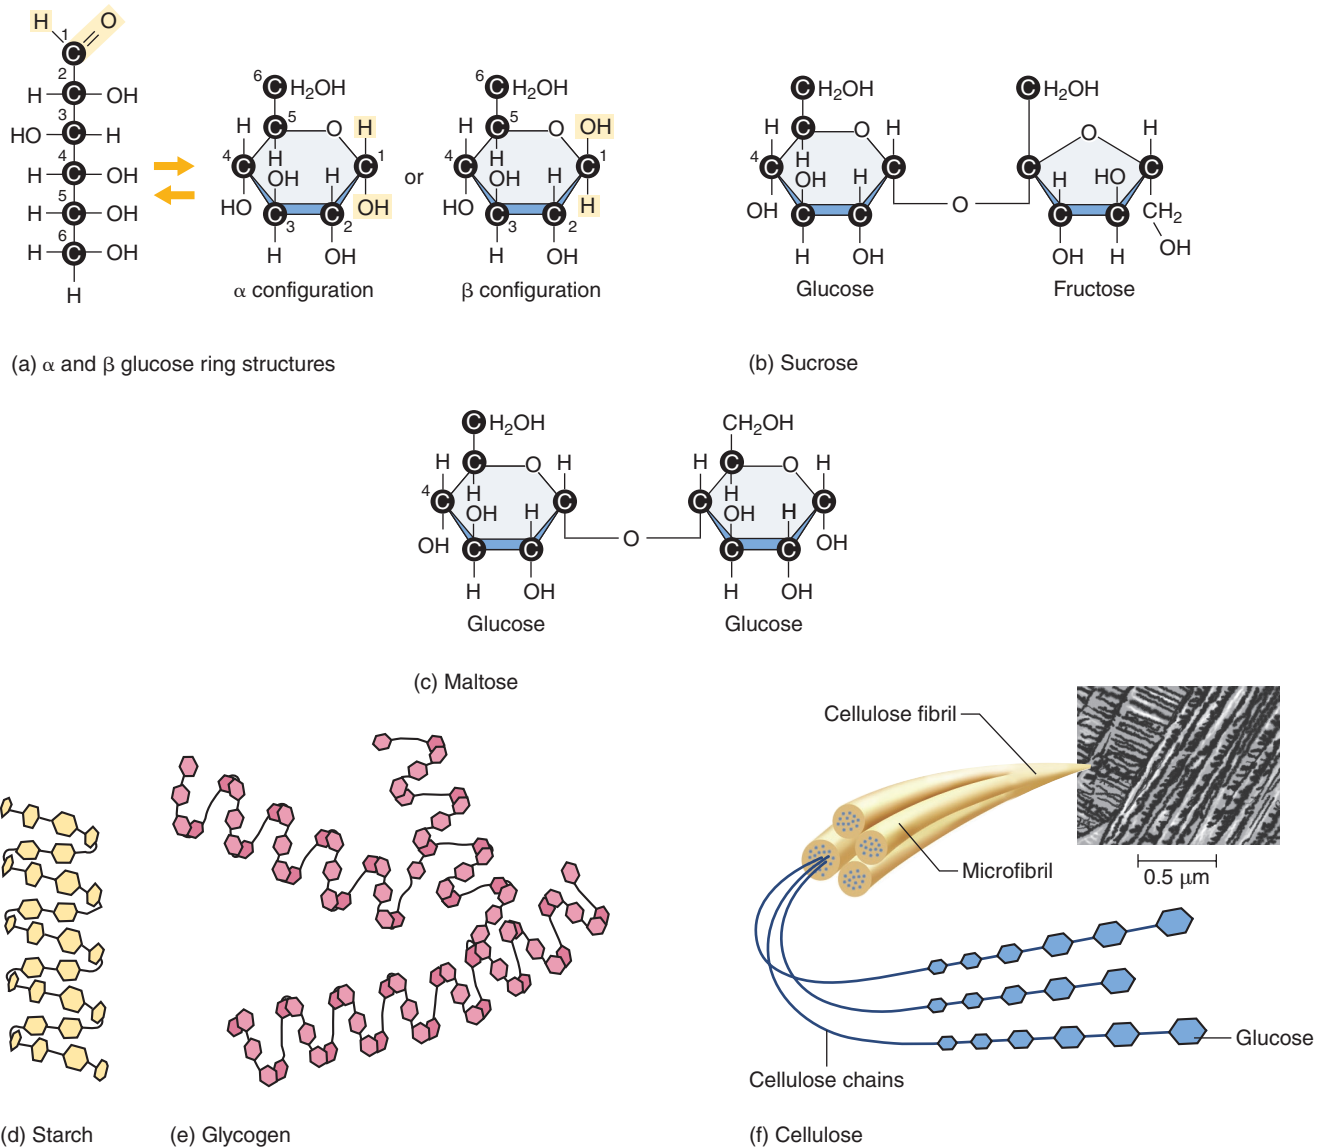 H O
1
C
2
H C OH
3
HO C H
4
H C OH
5
H C OH
6
H C OH
H
6 C H₂OH
H C 5 O H
4 C H C 1
OH H
HO C C OH
3 2
H OH
α configuration
or
6 C H₂OH
H C 5 O OH
4 C H C 1
OH H
HO C C H
3 2
H OH
β configuration
(a) α and β glucose ring structures
C H₂OH
H C O H
4 C H C
OH H
OH C C
H OH
Glucose
O
C H₂OH
O H
C C
H HO
C C CH₂
OH H OH
Fructose
(b) Sucrose
C H₂OH
H C O H
4 C H C
OH H
OH C C
H OH
Glucose
O
CH₂OH
H C O H
C H C
OH H
C C OH
H OH
Glucose
(c) Maltose
Cellulose fibril
Microfibril
0.5 μm
Glucose
Cellulose chains
(d) Starch
(e) Glycogen
(f) Cellulose